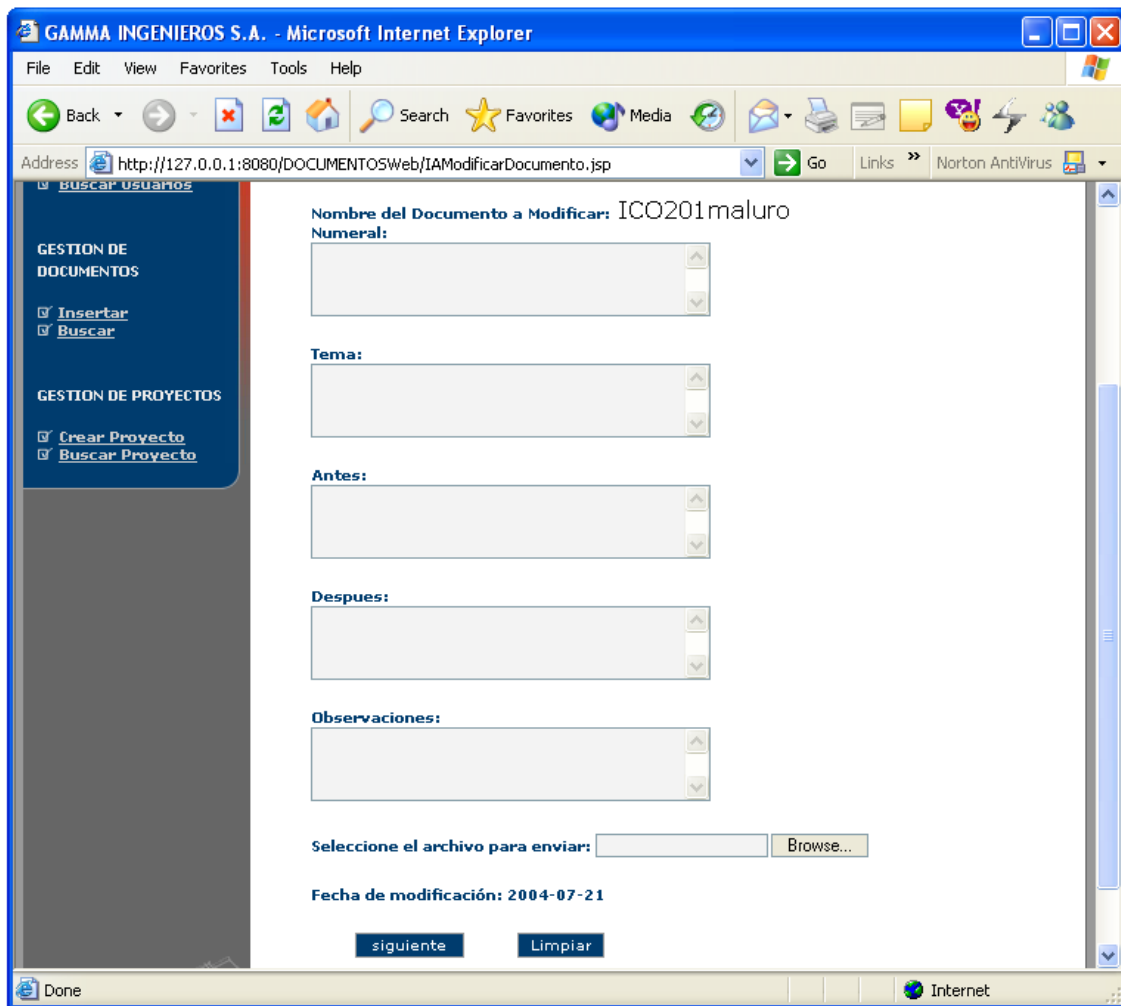 GAMMA INGENIEROS S.A. - Microsoft Internet Explorer
File Edit View Favorites Tools Help
Back Search Favorites Media
Address http://127.0.0.1:8080/DOCUMENTOSWeb/IAModificarDocumento.jsp Go Links » Norton AntiVirus
Buscar Usuarios
GESTION DE
DOCUMENTOS
Insertar
Buscar
GESTION DE PROYECTOS
Crear Proyecto
Buscar Proyecto
Nombre del Documento a Modificar: ICO201maluro
Numeral:
Tema:
Antes:
Despues:
Observaciones:
Seleccione el archivo para enviar: Browse...
Fecha de modificación: 2004-07-21
siguiente Limpiar
Done Internet